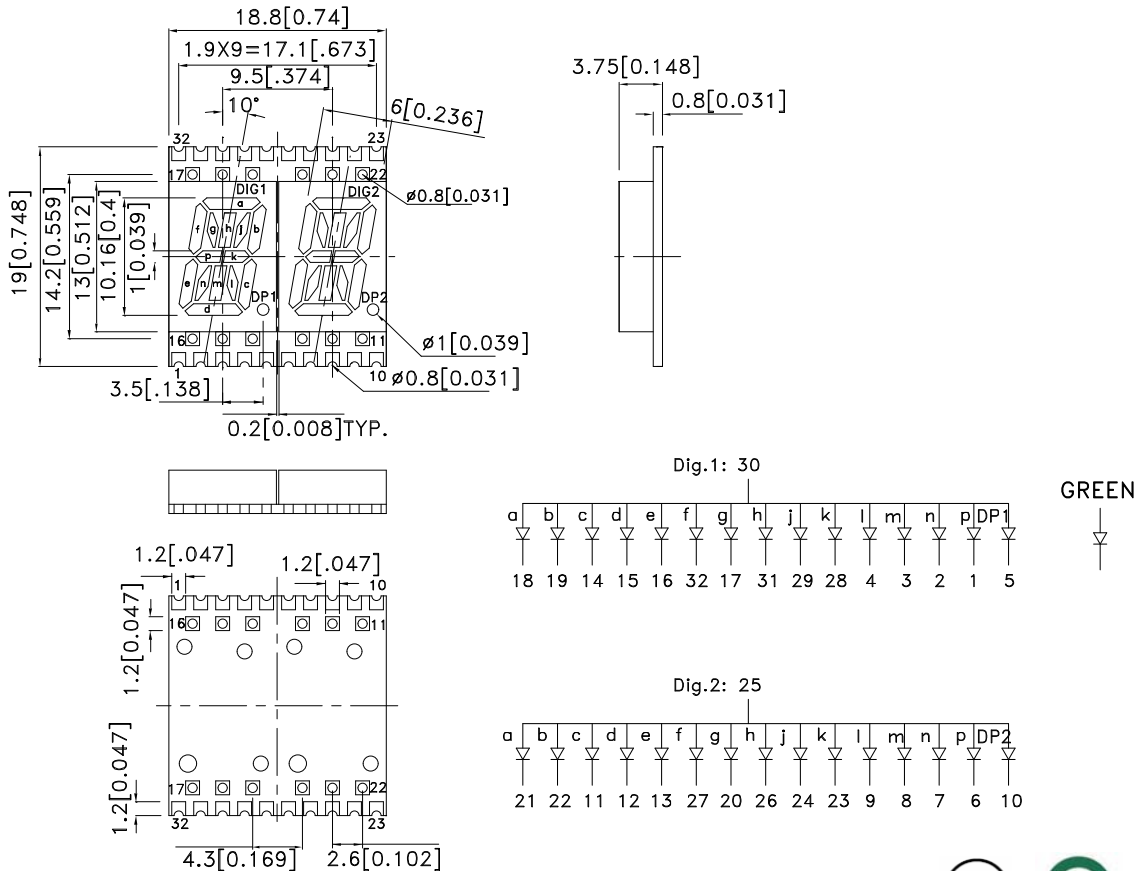 18.8[0.74]
1.9X9=17.1[.673]
9.5[.374]
10°
6[0.236]
32
23
17
22
DIG1
DIG2
ø0.8[0.031]
a
f g h j b
p k
e n m l c
d
DP1
DP2
16
11
1
10
ø1[0.039]
ø0.8[0.031]
3.5[.138]
0.2[0.008]TYP.
19[0.748]
14.2[0.559]
13[0.512]
10.16[0.4]
1[0.039]
3.75[0.148]
0.8[0.031]
Dig.1: 30
a b c d e f g h j k l m n p DP1
18 19 14 15 16 32 17 31 29 28 4 3 2 1 5
GREEN
Dig.2: 25
a b c d e f g h j k l m n p DP2
21 22 11 12 13 27 20 26 24 23 9 8 7 6 10
1.2[.047]
1.2[.047]
1
10
16
11
1.2[0.047]
17
22
1.2[0.047]
32
23
4.3[0.169]
2.6[0.102]